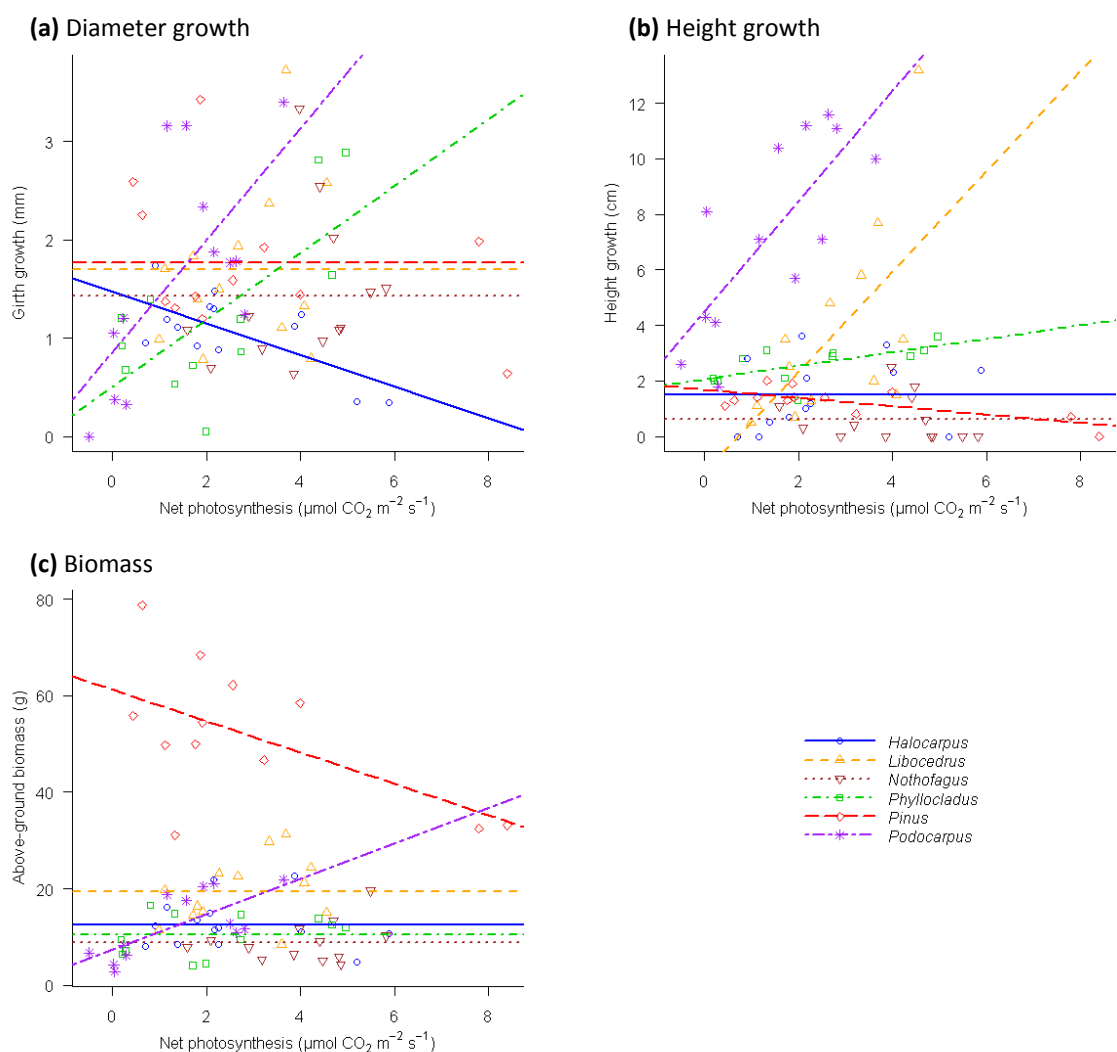 (a) Diameter growth
Girth growth (mm)
3
2
1
0
0 2 4 6 8
Net photosynthesis (µmol CO₂ m⁻² s⁻¹)
(b) Height growth
Height growth (cm)
12
10
8
6
4
2
0
0 2 4 6 8
Net photosynthesis (µmol CO₂ m⁻² s⁻¹)
(c) Biomass
Above-ground biomass (g)
80
60
40
20
0
0 2 4 6 8
Net photosynthesis (µmol CO₂ m⁻² s⁻¹)
Halocarpus
Libocedrus
Nothofagus
Phyllocladus
Pinus
Podocarpus